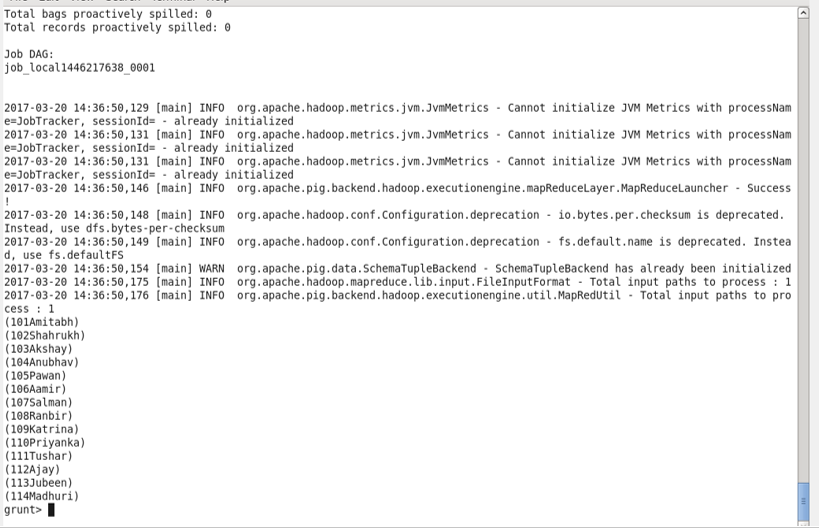 Total bags proactively spilled: 0
Total records proactively spilled: 0
Job DAG:
job_local1446217638_0001
2017-03-20 14:36:50,129 [main] INFO  org.apache.hadoop.metrics.jvm.JvmMetrics - Cannot initialize JVM Metrics with processNam
e=JobTracker, sessionId= - already initialized
2017-03-20 14:36:50,131 [main] INFO  org.apache.hadoop.metrics.jvm.JvmMetrics - Cannot initialize JVM Metrics with processNam
e=JobTracker, sessionId= - already initialized
2017-03-20 14:36:50,131 [main] INFO  org.apache.hadoop.metrics.jvm.JvmMetrics - Cannot initialize JVM Metrics with processNam
e=JobTracker, sessionId= - already initialized
2017-03-20 14:36:50,146 [main] INFO  org.apache.pig.backend.hadoop.executionengine.mapReduceLayer.MapReduceLauncher - Success
!
2017-03-20 14:36:50,148 [main] INFO  org.apache.hadoop.conf.Configuration.deprecation - io.bytes.per.checksum is deprecated.
Instead, use dfs.bytes-per-checksum
2017-03-20 14:36:50,149 [main] INFO  org.apache.hadoop.conf.Configuration.deprecation - fs.default.name is deprecated. Instea
d, use fs.defaultFS
2017-03-20 14:36:50,154 [main] WARN  org.apache.pig.data.SchemaTupleBackend - SchemaTupleBackend has already been initialized
2017-03-20 14:36:50,175 [main] INFO  org.apache.hadoop.mapreduce.lib.input.FileInputFormat - Total input paths to process : 1
2017-03-20 14:36:50,176 [main] INFO  org.apache.pig.backend.hadoop.executionengine.util.MapRedUtil - Total input paths to pro
cess : 1
(101Amitabh)
(102Shahrukh)
(103Akshay)
(104Anubhav)
(105Pawan)
(106Aamir)
(107Salman)
(108Ranbir)
(109Katrina)
(110Priyanka)
(111Tushar)
(112Ajay)
(113Jubeen)
(114Madhuri)
grunt>